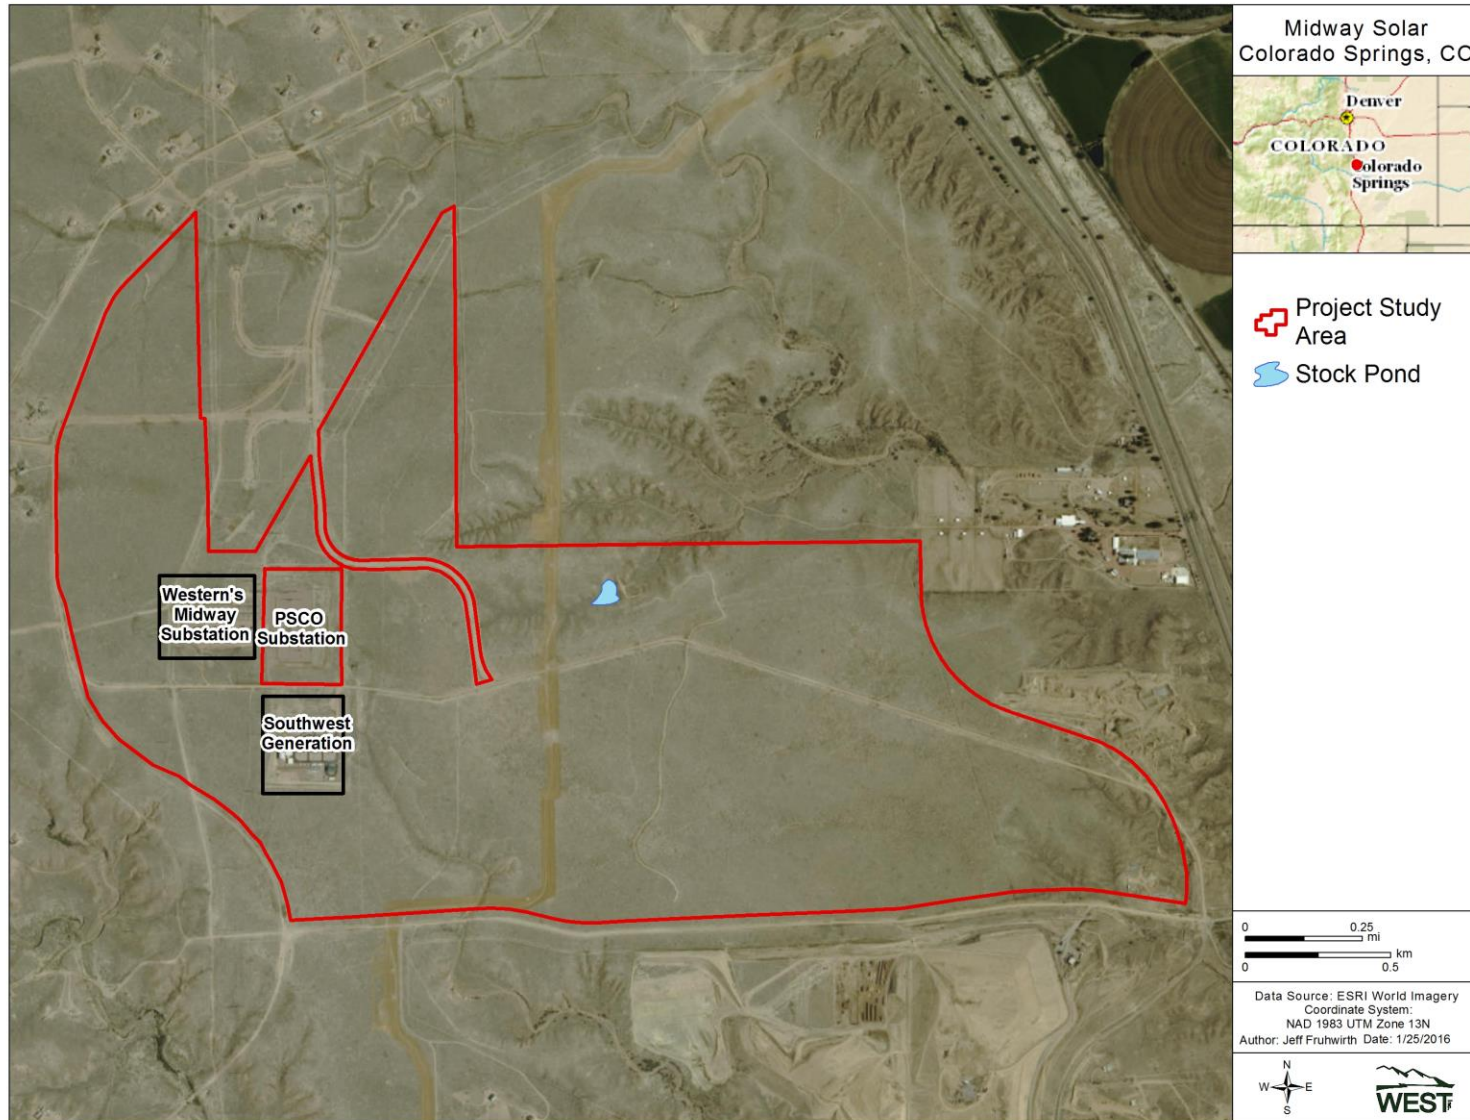 Midway Solar
Colorado Springs, CO
Denver
COLORADO
Colorado
Springs
Project Study
Area
Stock Pond
Western's
Midway
Substation
PSCO
Substation
Southwest
Generation
0 0.25
mi
km
0 0.5
Data Source: ESRI World Imagery
Coordinate System:
NAD 1983 UTM Zone 13N
Author: Jeff Fruhwirth Date: 1/25/2016
N
W E
S
WEST